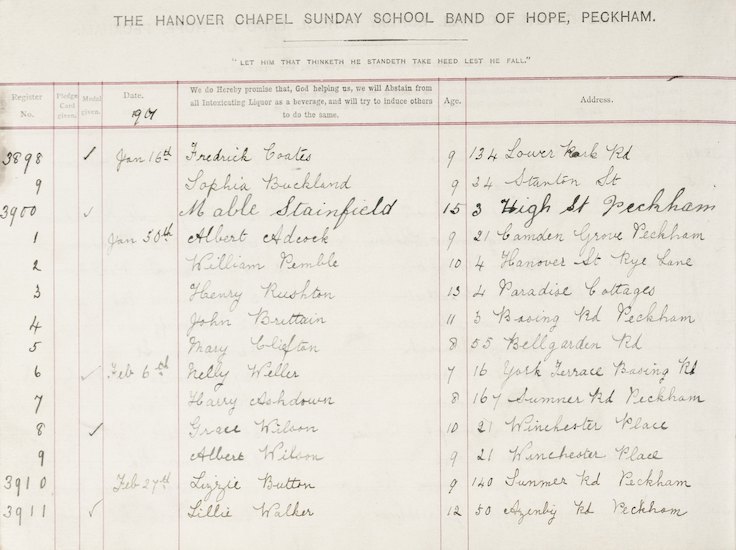 THE HANOVER CHAPEL SUNDAY SCHOOL BAND OF HOPE, PECKHAM.
"LET HIM THAT THINKETH HE STANDETH TAKE HEED LEST HE FALL."
Register No. Pledge Card given. Medal given. Date. 1901 We do Hereby promise that, God helping us, we will Abstain from all Intoxicating Liquor as a beverage, and will try to induce others to do the same. Age. Address.
3898 ✓ Jan 16th Fredrick Coates 9 134 Lower Park Rd
9 Sophia Buckland 9 34 Stanton St
3900 ✓ Mable Stainfield 15 3 High St Peckham
1 Jan 30th Albert Adcock 9 21 Camden Grove Peckham
2 William Pemble 10 4 Hanover St Rye Lane
3 Henry Rushton 13 4 Paradise Cottages
4 John Brittain 11 3 Basing Rd Peckham
5 Mary Clifton 8 55 Bellgarden Rd
6 ✓ Feb 6th Nelly Weller 7 16 York Terrace Basing Rd
7 Harry Ashdown 8 167 Sumner Rd Peckham
8 ✓ Grace Wilson 10 21 Winchester Place
9 Albert Wilson 9 21 Winchester Place
3910 Feb 27th Lizzie Button 9 140 Sumner Rd Peckham
3911 ✓ Lillie Walker 12 50 Azenby Rd Peckham